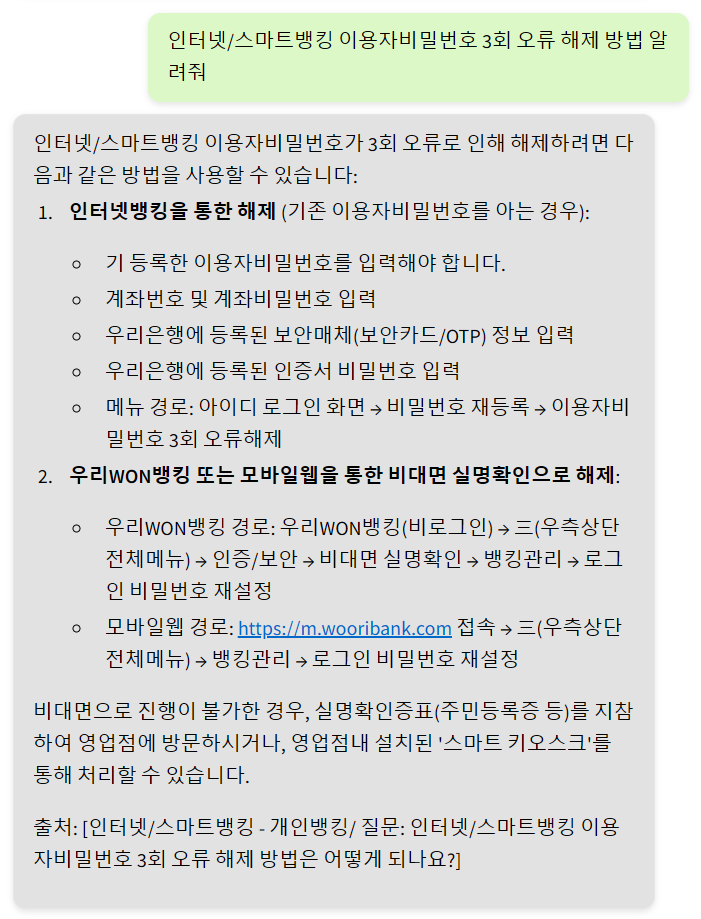 인터넷/스마트뱅킹 이용자비밀번호 3회 오류 해제 방법 알
려줘
인터넷/스마트뱅킹 이용자비밀번호가 3회 오류로 인해 해제하려면 다
음과 같은 방법을 사용할 수 있습니다:
1. 인터넷뱅킹을 통한 해제 (기존 이용자비밀번호를 아는 경우):
○ 기 등록한 이용자비밀번호를 입력해야 합니다.
○ 계좌번호 및 계좌비밀번호 입력
○ 우리은행에 등록된 보안매체(보안카드/OTP) 정보 입력
○ 우리은행에 등록된 인증서 비밀번호 입력
○ 메뉴 경로: 아이디 로그인 화면 → 비밀번호 재등록 → 이용자비
밀번호 3회 오류해제
2. 우리WON뱅킹 또는 모바일웹을 통한 비대면 실명확인으로 해제:
○ 우리WON뱅킹 경로: 우리WON뱅킹(비로그인) → 三(우측상단
전체메뉴) → 인증/보안 → 비대면 실명확인 → 뱅킹관리 → 로그
인 비밀번호 재설정
○ 모바일웹 경로: https://m.wooribank.com 접속 → 三(우측상단
전체메뉴) → 뱅킹관리 → 로그인 비밀번호 재설정
비대면으로 진행이 불가한 경우, 실명확인증표(주민등록증 등)를 지참
하여 영업점에 방문하시거나, 영업점내 설치된 '스마트 키오스크'를
통해 처리할 수 있습니다.
출처: [인터넷/스마트뱅킹 - 개인뱅킹/ 질문: 인터넷/스마트뱅킹 이용
자비밀번호 3회 오류 해제 방법은 어떻게 되나요?]